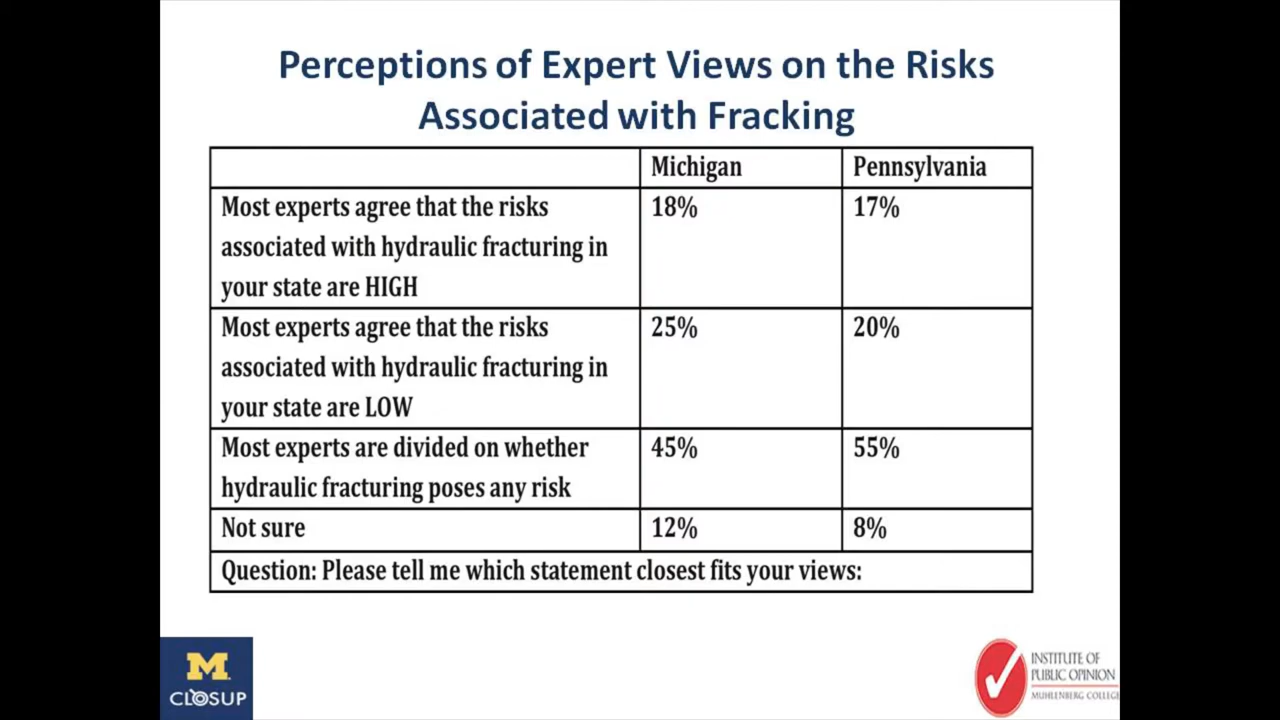 Perceptions of Expert Views on the Risks
Associated with Fracking
Michigan Pennsylvania
Most experts agree that the risks 18% 17%
associated with hydraulic fracturing in
your state are HIGH
Most experts agree that the risks 25% 20%
associated with hydraulic fracturing in
your state are LOW
Most experts are divided on whether 45% 55%
hydraulic fracturing poses any risk
Not sure 12% 8%
Question: Please tell me which statement closest fits your views:
M
CLOSUP
INSTITUTE OF
PUBLIC OPINION
MUHLENBERG COLLEGE